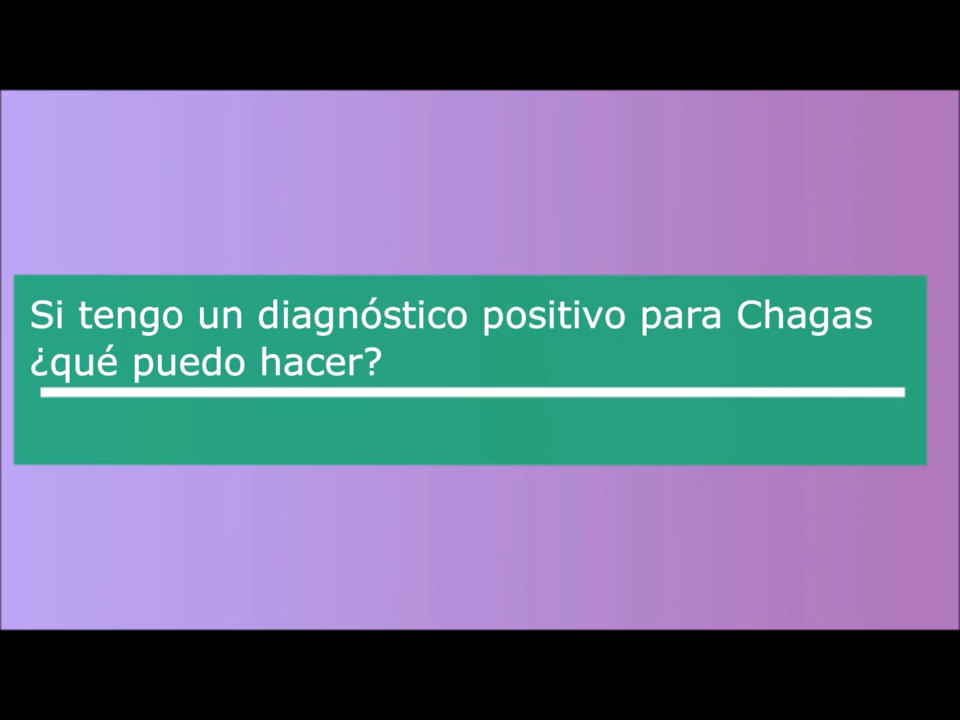 Si tengo un diagnóstico positivo para Chagas
¿qué puedo hacer?